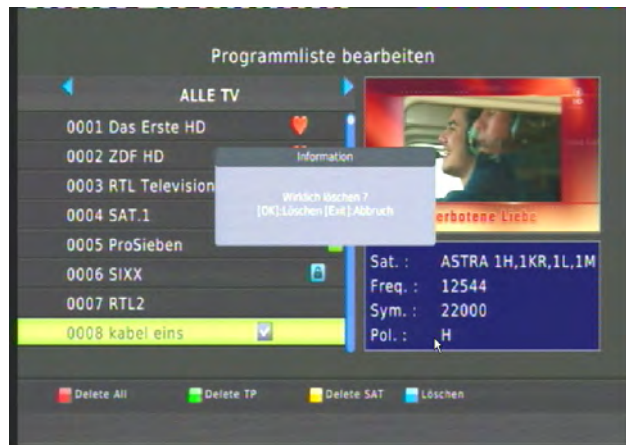 Programmliste bearbeiten
ALLE TV
0001 Das Erste HD
0002 ZDF HD
0003 RTL Television
0004 SAT.1
0005 ProSieben
0006 SIXX
0007 RTL2
0008 kabel eins
Information
Wirklich löschen ?
[OK]:Löschen [Exit]:Abbruch
HD
erbotene Liebe
Sat. : ASTRA 1H,1KR,1L,1M
Freq. : 12544
Sym. : 22000
Pol. : H
Delete All
Delete TP
Delete SAT
Löschen